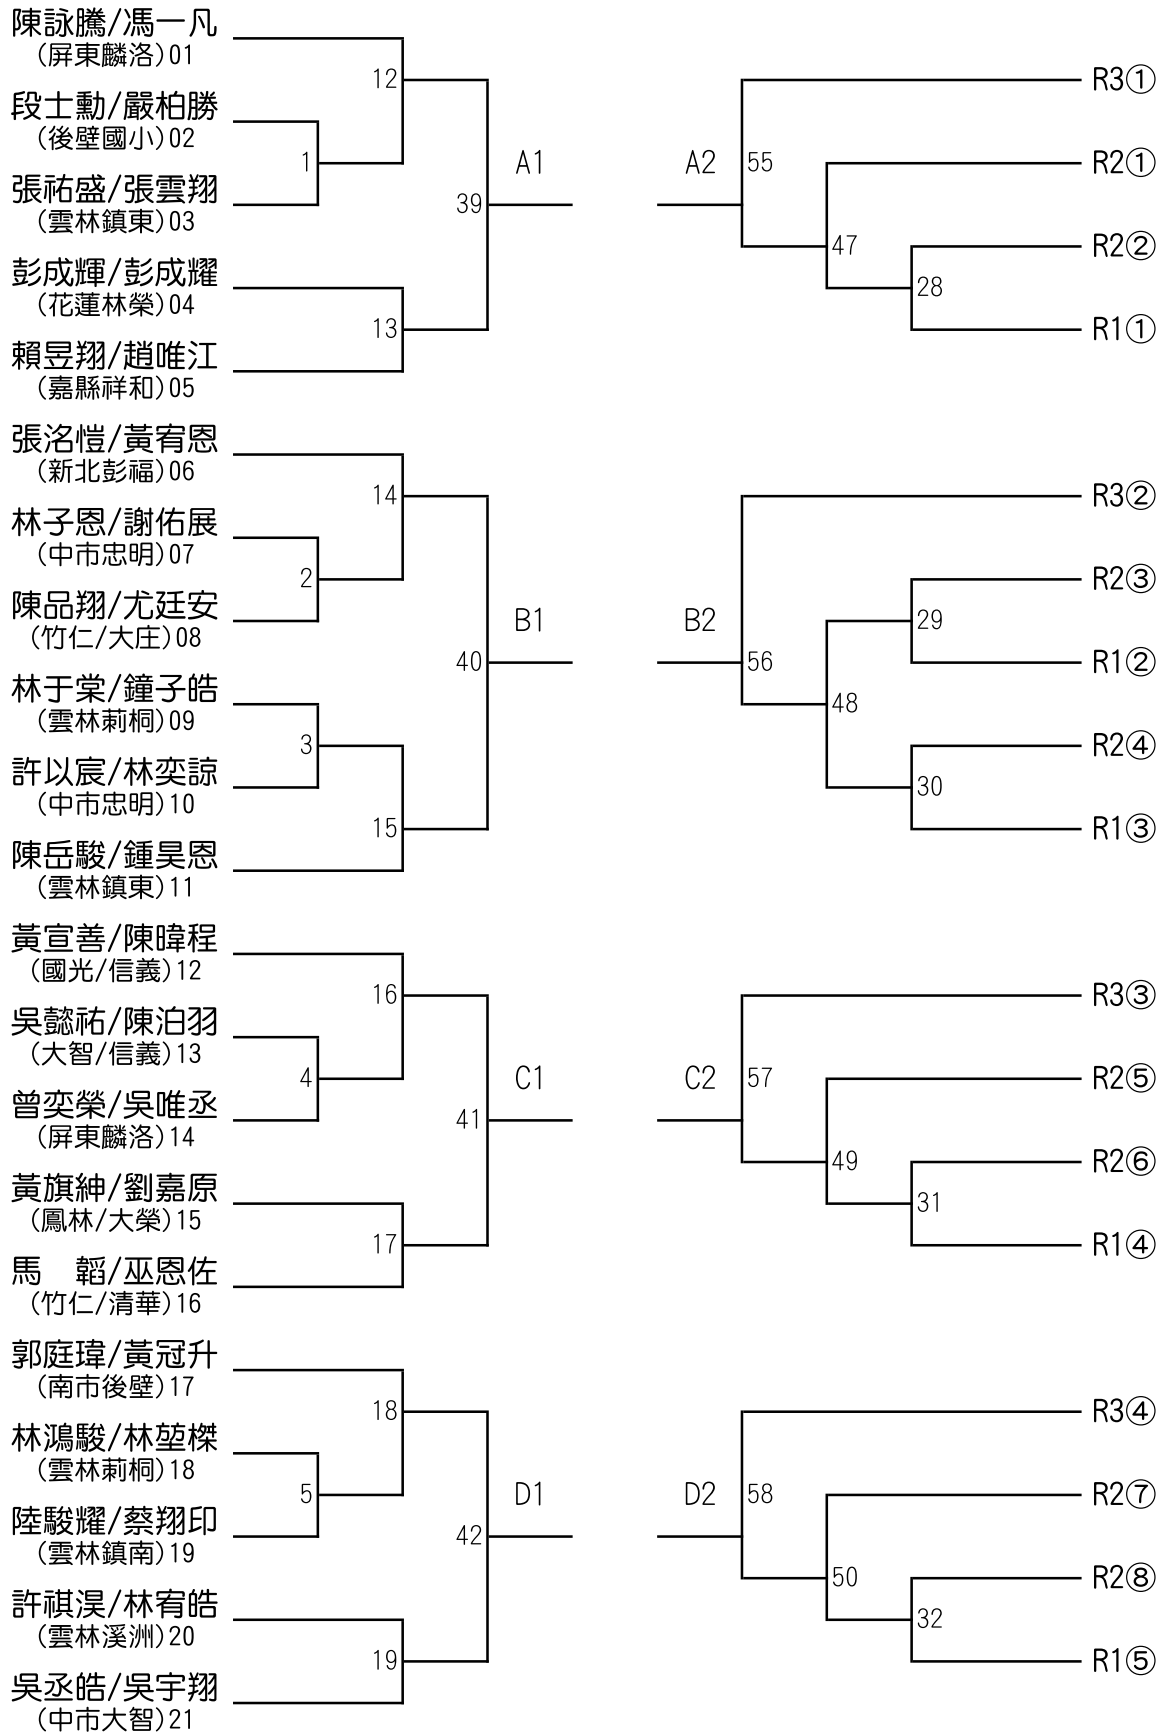 陳詠騰/馮一凡
(屏東麟洛)01
12
R3①
段士勳/嚴柏勝
(後壁國小)02
1
A1
A2
55
R2①
張祐盛/張雲翔
(雲林鎮東)03
39
47
R2②
彭成輝/彭成耀
(花蓮林榮)04
28
13
R1①
賴昱翔/趙唯江
(嘉縣祥和)05
張洺愷/黃宥恩
(新北彭福)06
14
R3②
林子恩/謝佑展
(中市忠明)07
2
R2③
陳品翔/尤廷安
(竹仁/大庄)08
B1
B2
29
40
56
R1②
林于棠/鐘子皓
(雲林莿桐)09
48
3
R2④
許以宸/林奕諒
(中市忠明)10
30
15
R1③
陳岳駿/鍾昊恩
(雲林鎮東)11
黃宣善/陳暐程
(國光/信義)12
16
R3③
吳懿祐/陳泊羽
(大智/信義)13
4
C1
C2
57
R2⑤
曾奕榮/吳唯丞
(屏東麟洛)14
41
49
R2⑥
黃旗紳/劉嘉原
(鳳林/大榮)15
31
17
R1④
馬　韜/巫恩佐
(竹仁/清華)16
郭庭瑋/黃冠升
(南市後壁)17
18
R3④
林鴻駿/林堃榤
(雲林莿桐)18
5
D1
D2
58
R2⑦
陸駿耀/蔡翔印
(雲林鎮南)19
42
50
R2⑧
許祺淏/林宥皓
(雲林溪洲)20
32
19
R1⑤
吳丞皓/吳宇翔
(中市大智)21